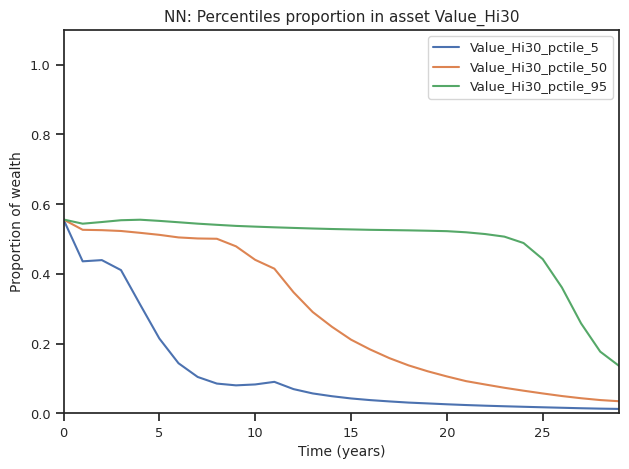 NN: Percentiles proportion in asset Value_Hi30
Value_Hi30_pctile_5
Value_Hi30_pctile_50
Value_Hi30_pctile_95
Proportion of wealth
1.0
0.8
0.6
0.4
0.2
0.0
0 5 10 15 20 25
Time (years)